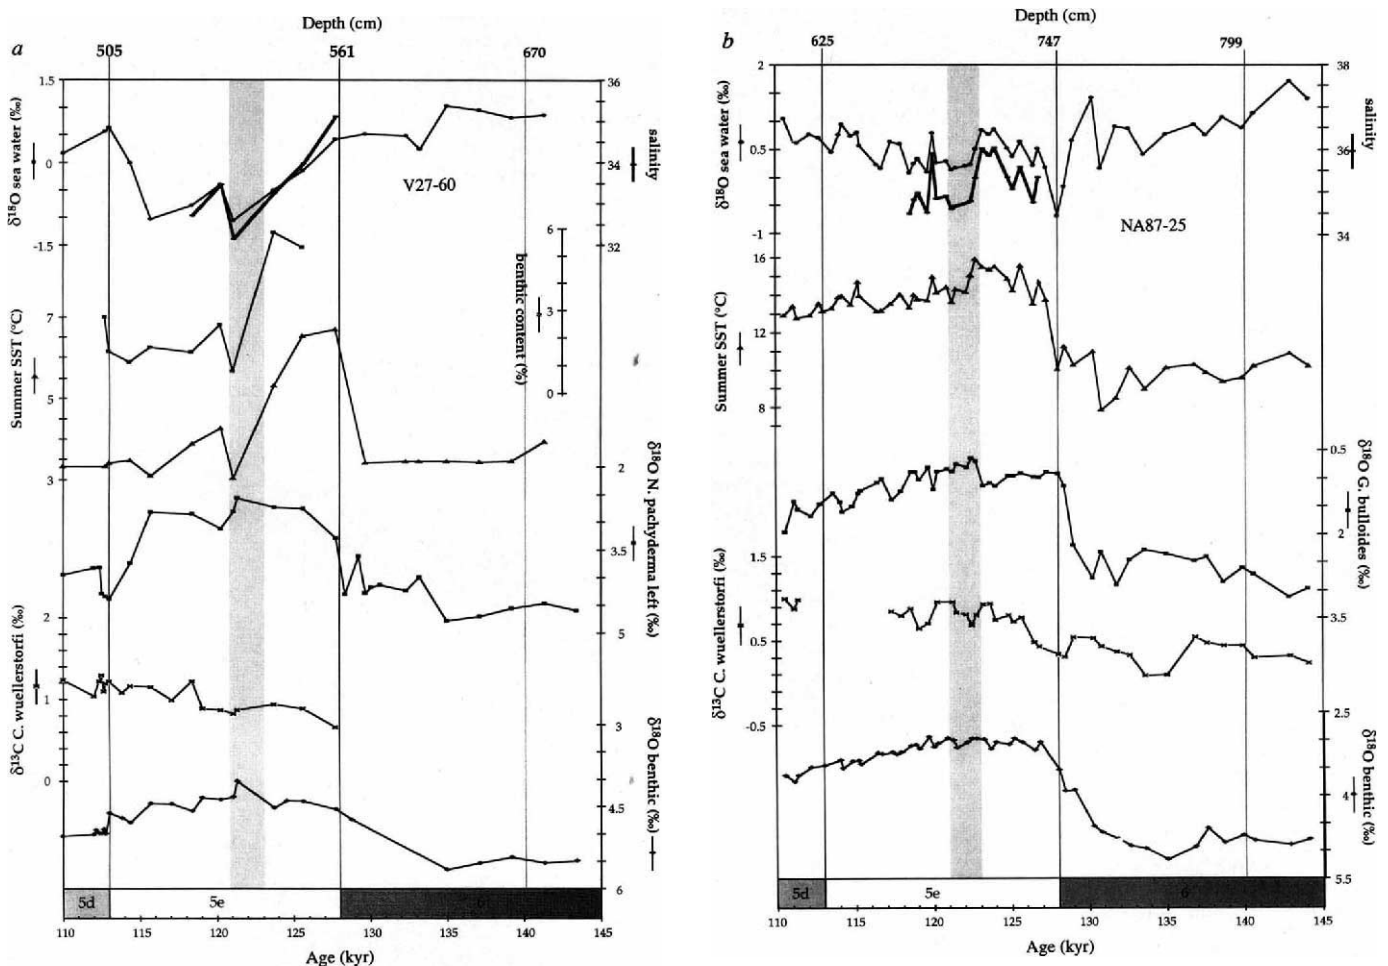 a
Depth (cm)
505
561
670
δ¹⁸O sea water (‰)
1.5
0
-1.5
36
34
32
salinity
V27-60
6
3
0
benthic content (%)
Summer SST (°C)
7
5
3
2
3.5
5
δ¹⁸O N. pachyderma left (‰)
δ¹³C C. wuellerstorfi (‰)
2
1
0
3
4.5
6
δ¹⁸O benthic (‰)
5d
5e
6
110
115
120
125
130
135
140
145
Age (kyr)
b
Depth (cm)
625
747
799
δ¹⁸O sea water (‰)
2
0.5
-1
38
36
34
salinity
NA87-25
Summer SST (°C)
16
12
8
0.5
2
3.5
δ¹⁸O G. bulloides (‰)
δ¹³C C. wuellerstorfi (‰)
1.5
0.5
-0.5
2.5
4
5.5
δ¹⁸O benthic (‰)
5d
5e
6
110
115
120
125
130
135
140
145
Age (kyr)